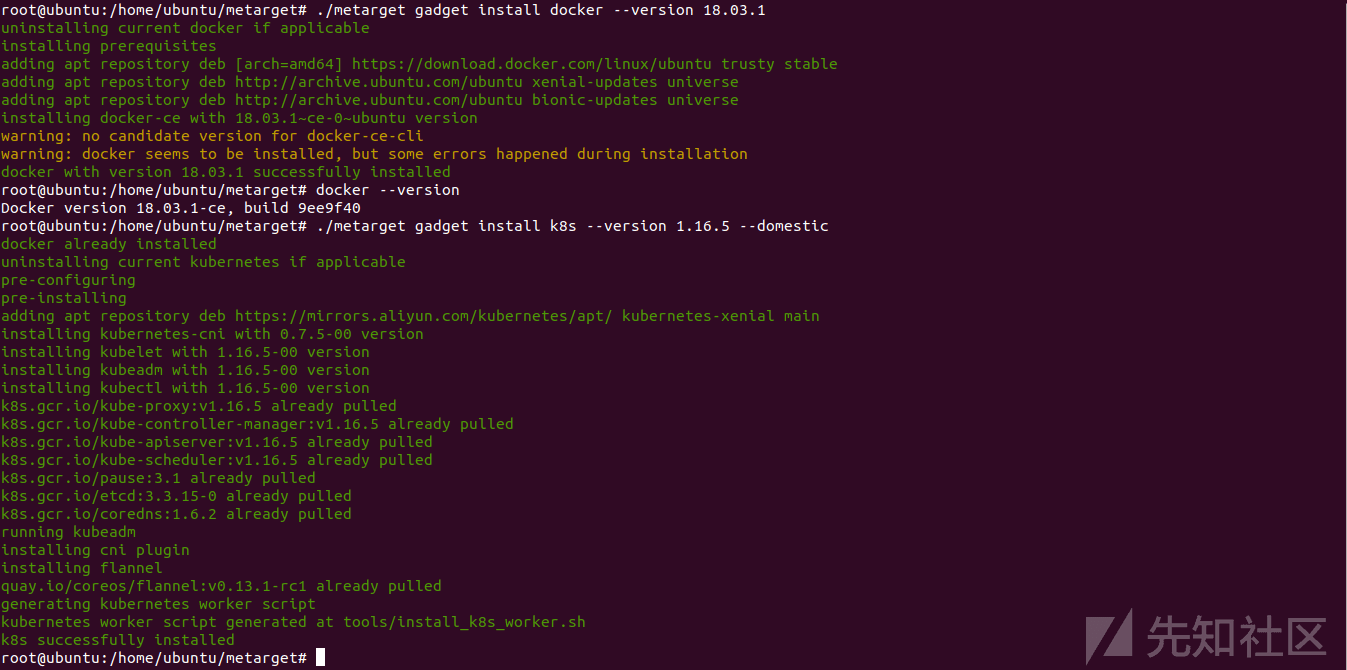 root@ubuntu:/home/ubuntu/metarget# ./metarget gadget install docker --version 18.03.1
uninstalling current docker if applicable
installing prerequisites
adding apt repository deb [arch=amd64] https://download.docker.com/linux/ubuntu trusty stable
adding apt repository deb http://archive.ubuntu.com/ubuntu xenial-updates universe
adding apt repository deb http://archive.ubuntu.com/ubuntu bionic-updates universe
installing docker-ce with 18.03.1~ce-0~ubuntu version
warning: no candidate version for docker-ce-cli
warning: docker seems to be installed, but some errors happened during installation
docker with version 18.03.1 successfully installed
root@ubuntu:/home/ubuntu/metarget# docker --version
Docker version 18.03.1-ce, build 9ee9f40
root@ubuntu:/home/ubuntu/metarget# ./metarget gadget install k8s --version 1.16.5 --domestic
docker already installed
uninstalling current kubernetes if applicable
pre-configuring
pre-installing
adding apt repository deb https://mirrors.aliyun.com/kubernetes/apt/ kubernetes-xenial main
installing kubernetes-cni with 0.7.5-00 version
installing kubelet with 1.16.5-00 version
installing kubeadm with 1.16.5-00 version
installing kubectl with 1.16.5-00 version
k8s.gcr.io/kube-proxy:v1.16.5 already pulled
k8s.gcr.io/kube-controller-manager:v1.16.5 already pulled
k8s.gcr.io/kube-apiserver:v1.16.5 already pulled
k8s.gcr.io/kube-scheduler:v1.16.5 already pulled
k8s.gcr.io/pause:3.1 already pulled
k8s.gcr.io/etcd:3.3.15-0 already pulled
k8s.gcr.io/coredns:1.6.2 already pulled
running kubeadm
installing cni plugin
installing flannel
quay.io/coreos/flannel:v0.13.1-rc1 already pulled
generating kubernetes worker script
kubernetes worker script generated at tools/install_k8s_worker.sh
k8s successfully installed
root@ubuntu:/home/ubuntu/metarget#
先知社区